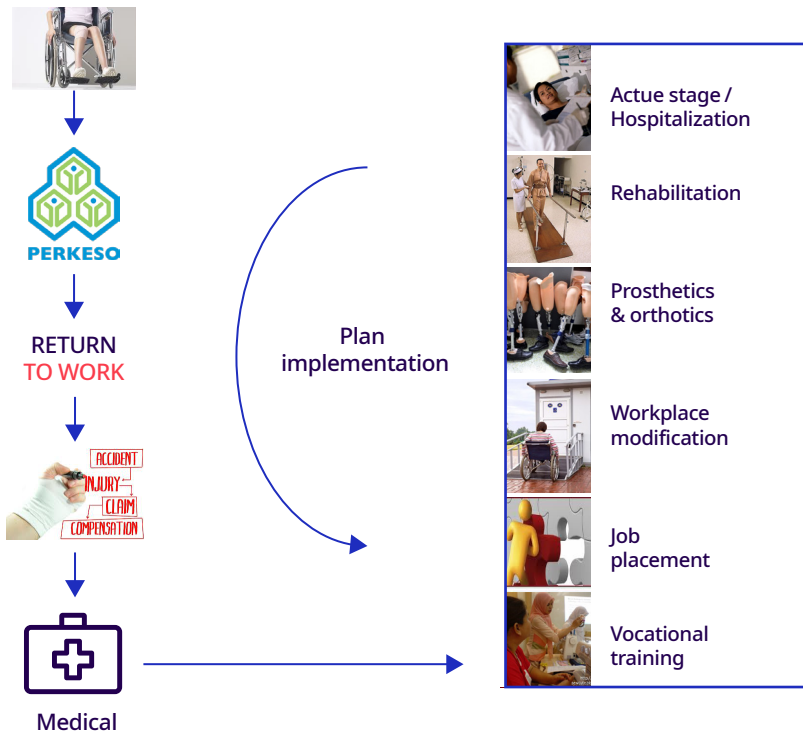 PERKESO
RETURN
TO WORK
ACCIDENT
INJURY
CLAIM
COMPENSATION
Medical
Plan
implementation
Actue stage /
Hospitalization
Rehabilitation
Prosthetics
& orthotics
Workplace
modification
Job
placement
Vocational
training